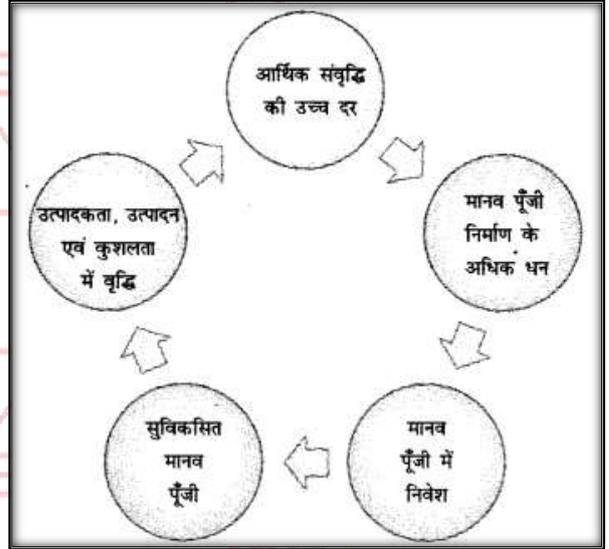 आर्थिक संवृद्धि
की उच्च दर
मानव पूँजी
निर्माण के
अधिक धन
मानव
पूँजी में
निवेश
सुविकसित
मानव
पूँजी
उत्पादकता, उत्पादन
एवं कुशलता
में वृद्धि